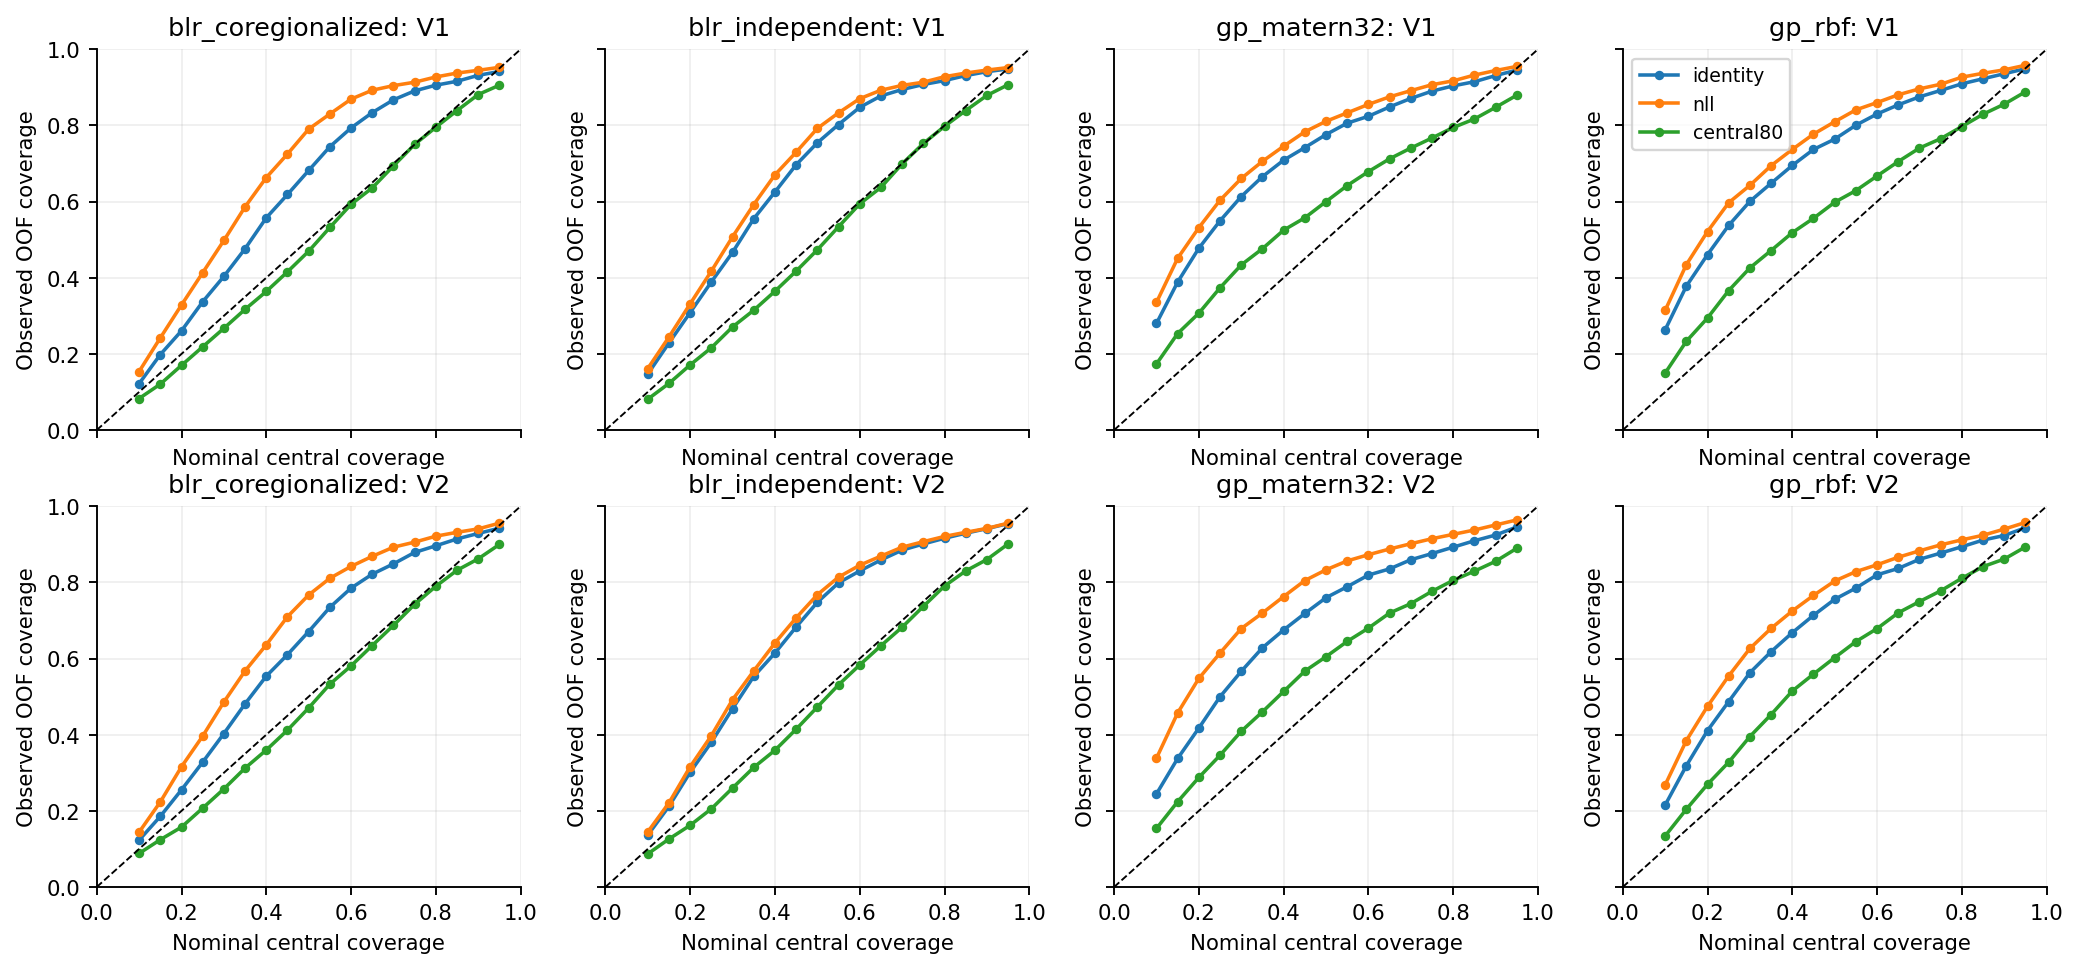 blr_coregionalized: V1
blr_independent: V1
gp_matern32: V1
gp_rbf: V1
Observed OOF coverage
1.0
0.8
0.6
0.4
0.2
0.0
Nominal central coverage
Observed OOF coverage
Nominal central coverage
Observed OOF coverage
Nominal central coverage
Observed OOF coverage
identity
nll
central80
Nominal central coverage
blr_coregionalized: V2
blr_independent: V2
gp_matern32: V2
gp_rbf: V2
Observed OOF coverage
1.0
0.8
0.6
0.4
0.2
0.0
0.0 0.2 0.4 0.6 0.8 1.0
Nominal central coverage
Observed OOF coverage
0.0 0.2 0.4 0.6 0.8 1.0
Nominal central coverage
Observed OOF coverage
0.0 0.2 0.4 0.6 0.8 1.0
Nominal central coverage
Observed OOF coverage
0.0 0.2 0.4 0.6 0.8 1.0
Nominal central coverage